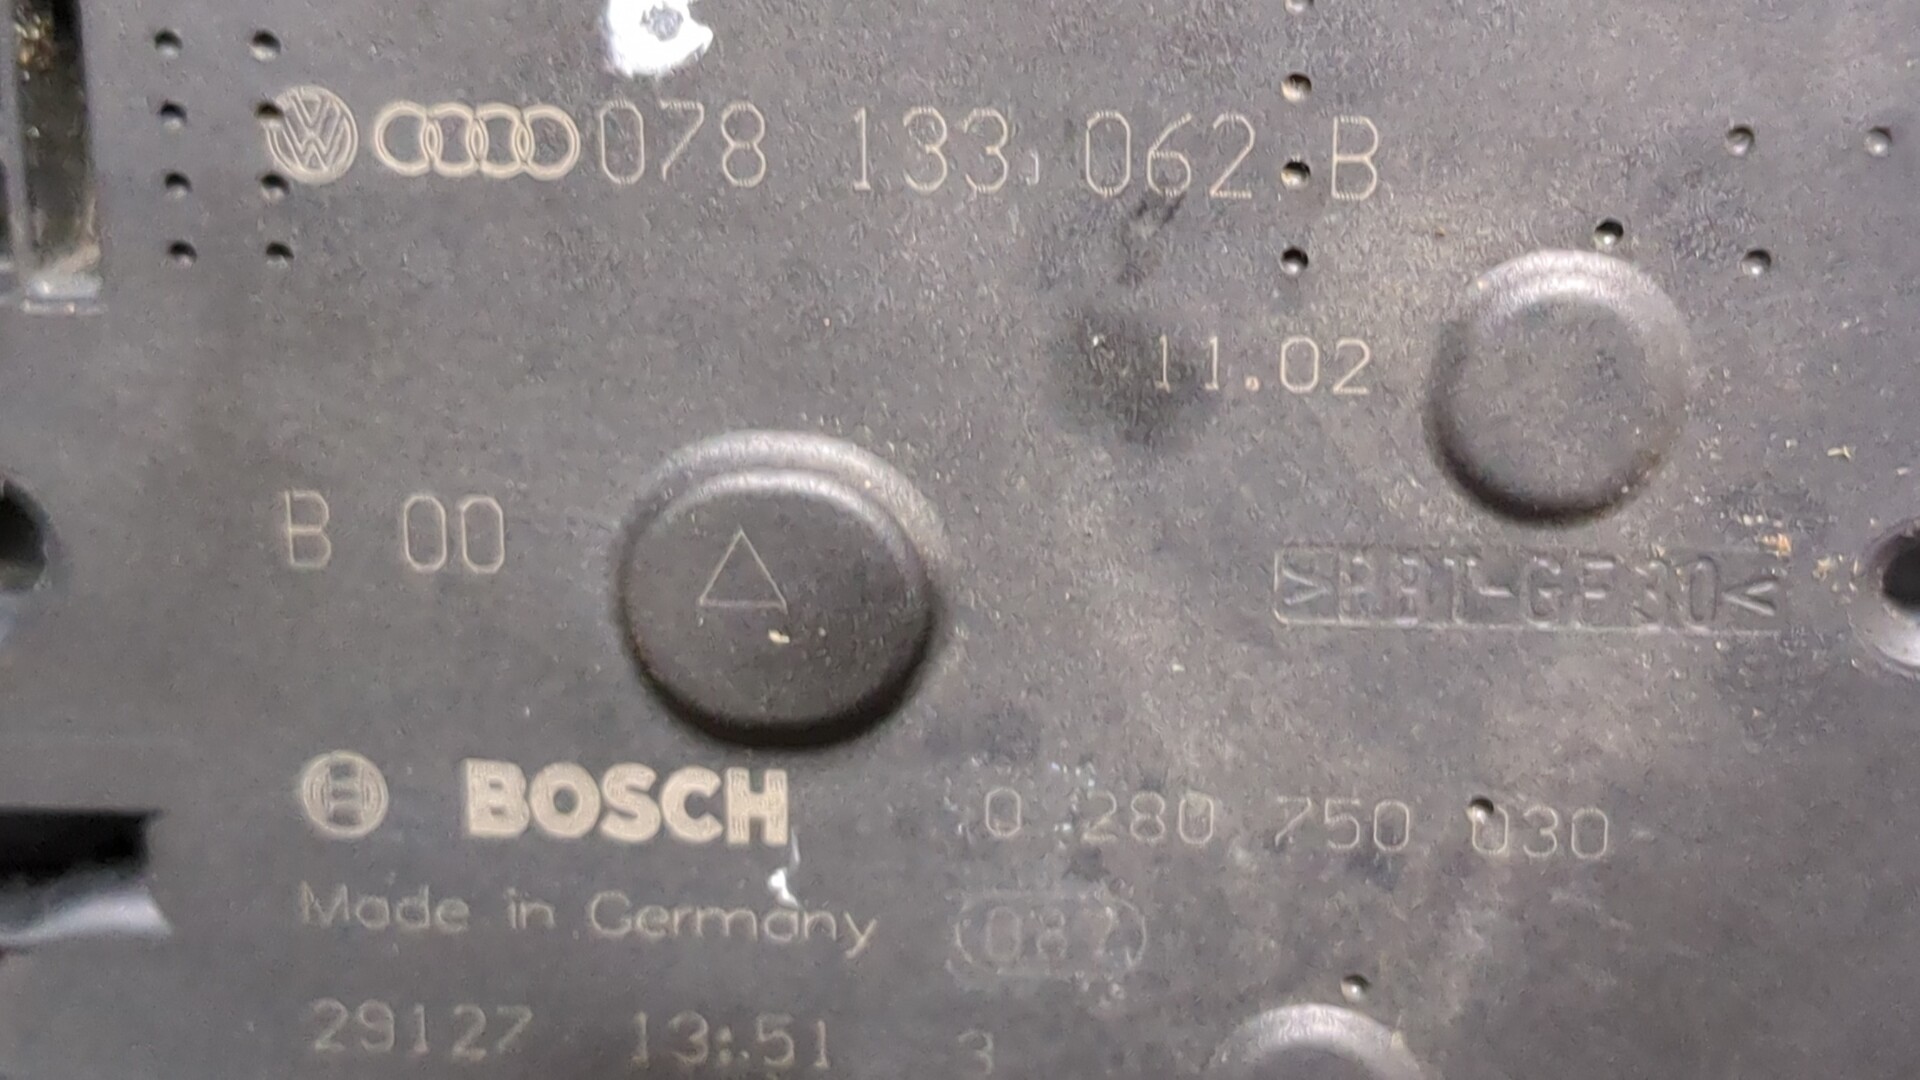 078 133 062 B
11.02
B 00
>PBT-GF30<
BOSCH 0 280 750 030
Made in Germany 087
29127 13:51 3